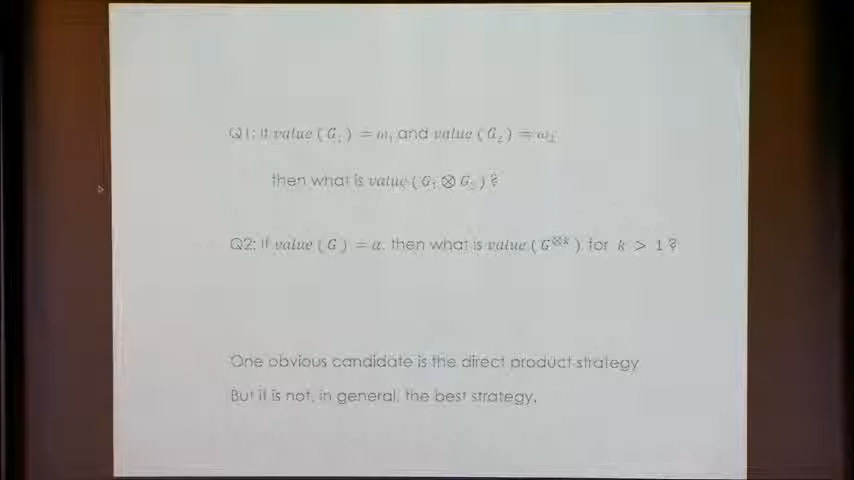 Q1: If value ( G₁ ) = ω₁ and value ( G₂ ) = ω₂
then what is value ( G₁ ⊗ G₂ ) ?
Q2: If value ( G ) = α then what is value ( G^{⊗k} ) for k > 1 ?
One obvious candidate is the direct product strategy
But it is not, in general, the best strategy.